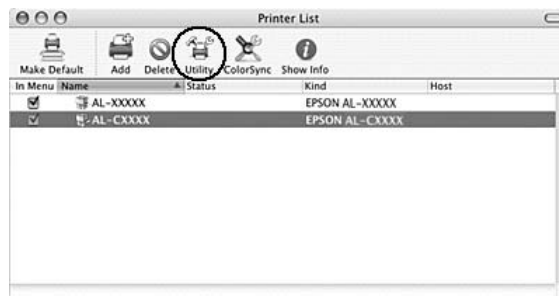 Printer List
Make Default Add Delete Utility ColorSync Show Info
In Menu Name Status Kind Host
AL-XXXXX EPSON AL-XXXXX
AL-CXXXX EPSON AL-CXXXX